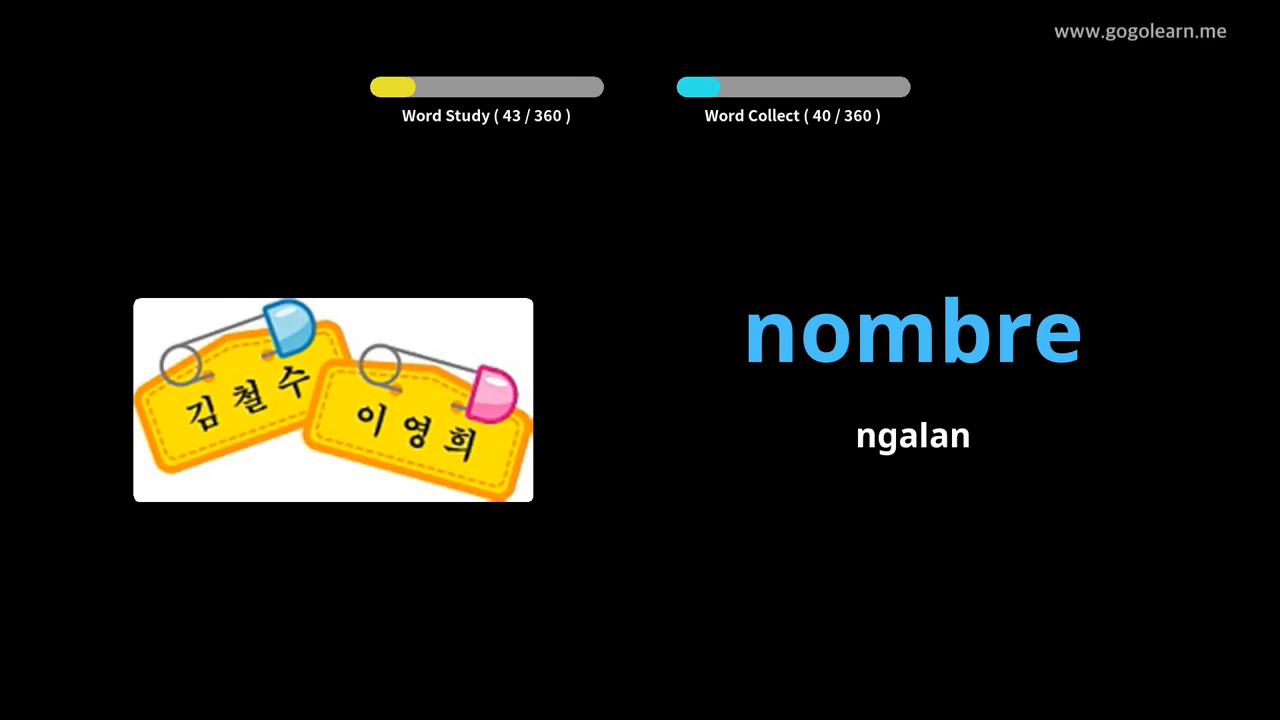 www.gogolearn.me
Word Study ( 43 / 360 )
Word Collect ( 40 / 360 )
김철수
이영희
nombre
ngalan